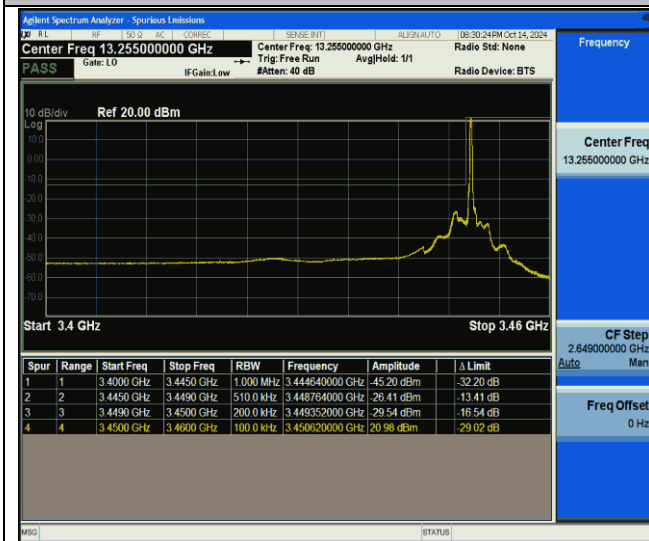 Agilent Spectrum Analyzer - Spurious Emissions
RL RF 50 Ω AC CORREC SENSE:INT ALIGN AUTO 08:30:24 PM Oct 14, 2024
Center Freq 13.255000000 GHz Center Freq: 13.255000000 GHz Radio Std: None
PASS Gate: LO Trig: Free Run Avg|Hold: 1/1
IFGain:Low #Atten: 40 dB Radio Device: BTS
10 dB/div Ref 20.00 dBm
Log
10.0
0.00
-10.0
-20.0
-30.0
-40.0
-50.0
-60.0
-70.0
Start 3.4 GHz Stop 3.46 GHz
Spur Range Start Freq Stop Freq RBW Frequency Amplitude Δ Limit
1 1 3.4000 GHz 3.4450 GHz 1.000 MHz 3.444640000 GHz -45.20 dBm -32.20 dB
2 2 3.4450 GHz 3.4490 GHz 510.0 kHz 3.448764000 GHz -26.41 dBm -13.41 dB
3 3 3.4490 GHz 3.4500 GHz 200.0 kHz 3.449352000 GHz -29.54 dBm -16.54 dB
4 4 3.4500 GHz 3.4600 GHz 100.0 kHz 3.450620000 GHz 20.98 dBm -29.02 dB
MSG STATUS
Frequency
Center Freq
13.255000000 GHz
CF Step
2.649000000 GHz
Auto Man
Freq Offset
0 Hz